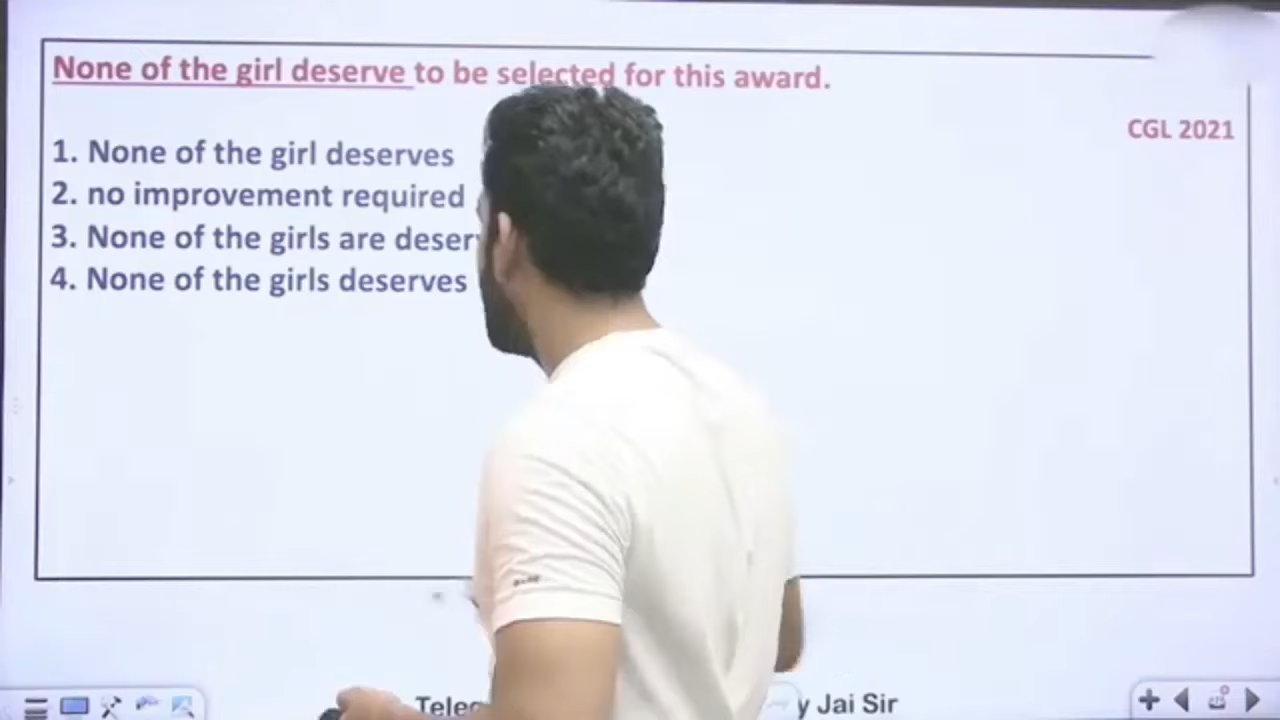 None of the girl deserve to be selected for this award.
CGL 2021
1. None of the girl deserves
2. no improvement required
3. None of the girls are
4. None of the girls deserves
Jai Sir